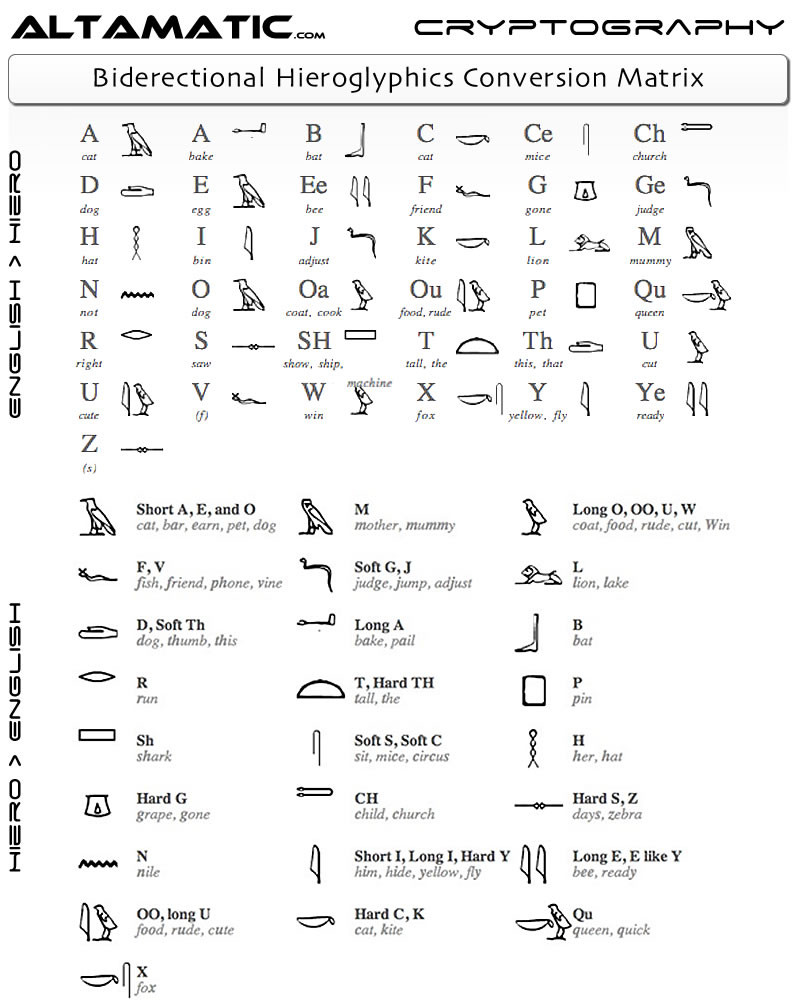 ALTAMATIC.COM CRYPTOGRAPHY
Biderectional Hieroglyphics Conversion Matrix
ENGLISH > HIERO
A A B C Ce Ch
cat bake bat cat mice church
D E Ee F G Ge
dog egg bee friend gone judge
H I J K L M
hat bin adjust kite lion mummy
N O Oa Ou P Qu
not dog coat, cook food, rude pet queen
R S SH T Th U
right saw show, ship, tall, the this, that cut
machine
U V W X Y Ye
cute (f) win fox yellow, fly ready
Z
(s)
HIERO > ENGLISH
Short A, E, and O M Long O, OO, U, W
cat, bar, earn, pet, dog mother, mummy coat, food, rude, cut, Win
F, V Soft G, J L
fish, friend, phone, vine judge, jump, adjust lion, lake
D, Soft Th Long A B
dog, thumb, this bake, pail bat
R T, Hard TH P
run tall, the pin
Sh Soft S, Soft C H
shark sit, mice, circus her, hat
Hard G CH Hard S, Z
grape, gone child, church days, zebra
N Short I, Long I, Hard Y Long E, E like Y
nile him, hide, yellow, fly bee, ready
OO, long U Hard C, K Qu
food, rude, cute cat, kite queen, quick
X
fox